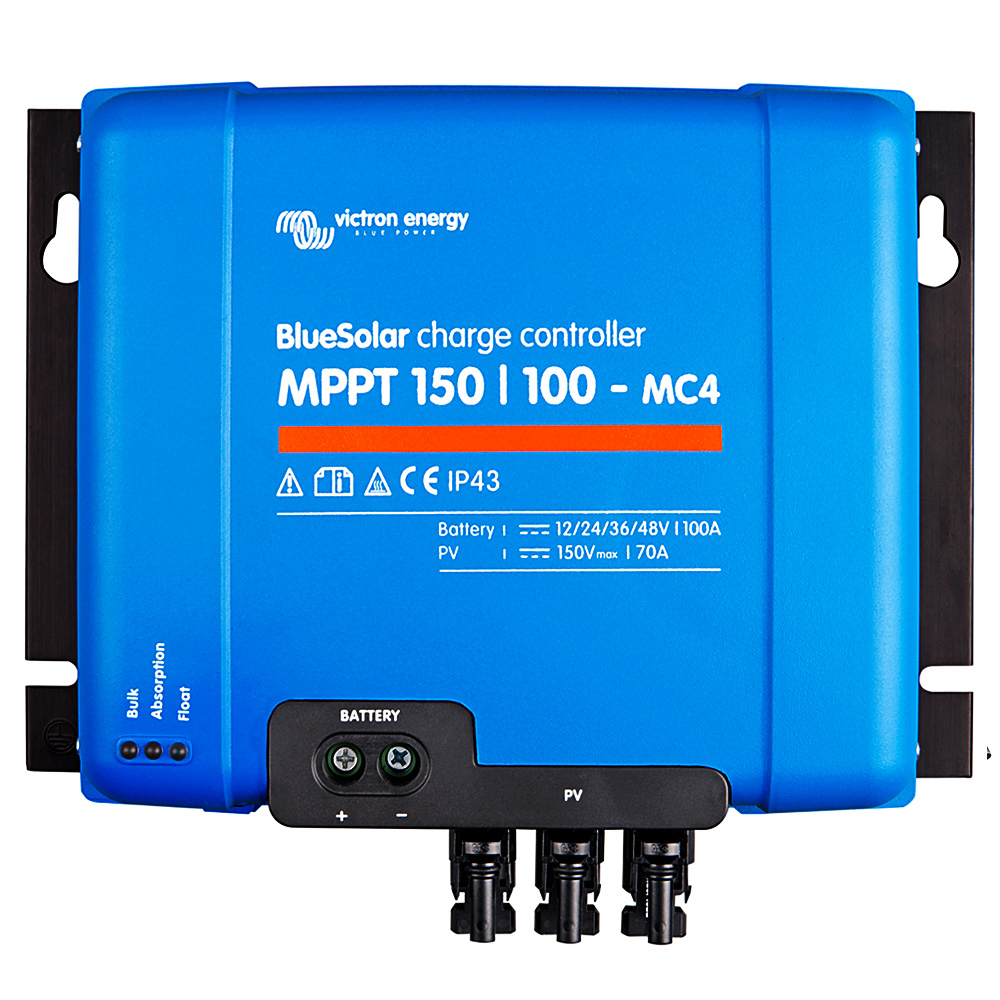 victron energy
BLUE POWER
BlueSolar charge controller
MPPT 150 | 100 - MC4
CE IP43
Battery | 12/24/36/48V | 100A
PV | 150Vmax | 70A
Bulk
Absorption
Float
BATTERY
+ −
PV